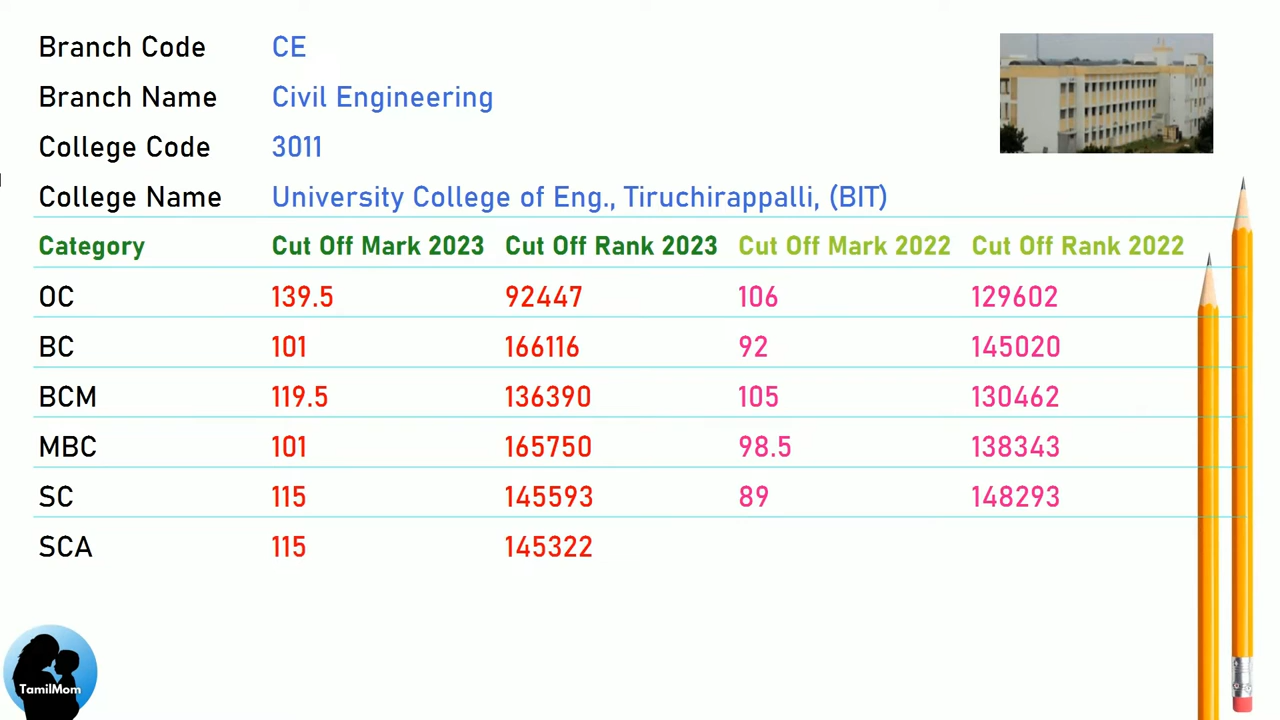 Branch Code CE
Branch Name Civil Engineering
College Code 3011
College Name University College of Eng., Tiruchirappalli, (BIT)
Category Cut Off Mark 2023 Cut Off Rank 2023 Cut Off Mark 2022 Cut Off Rank 2022
OC 139.5 92447 106 129602
BC 101 166116 92 145020
BCM 119.5 136390 105 130462
MBC 101 165750 98.5 138343
SC 115 145593 89 148293
SCA 115 145322
TamilMom